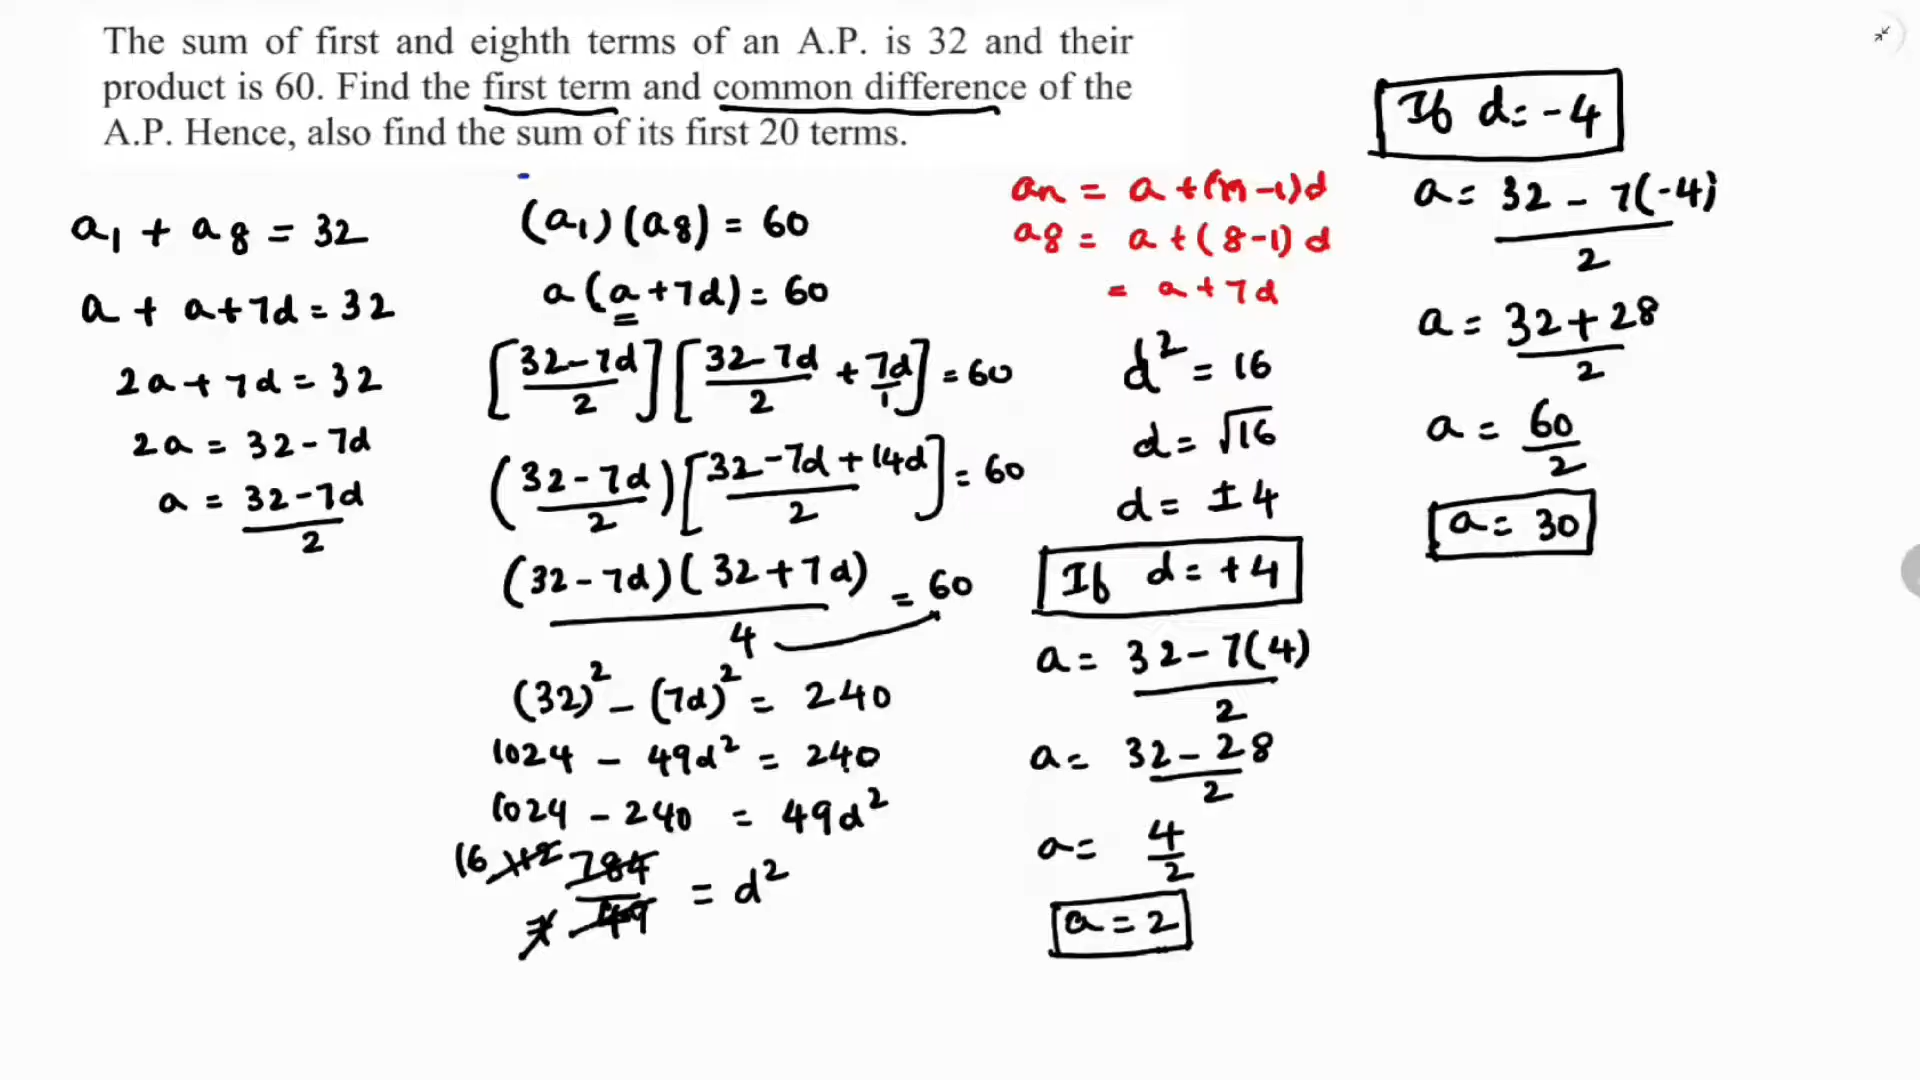 The sum of first and eighth terms of an A.P. is 32 and their
product is 60. Find the first term and common difference of the
A.P. Hence, also find the sum of its first 20 terms.
a₁ + a₈ = 32
a + a+7d = 32
2a + 7d = 32
2a = 32 - 7d
a = (32-7d)/2
(a₁)(a₈) = 60
a(a+7d) = 60
[(32-7d)/2][(32-7d)/2 + 7d/1] = 60
((32-7d)/2)[(32-7d+14d)/2] = 60
(32-7d)(32+7d)/4 = 60
(32)² - (7d)² = 240
1024 - 49d² = 240
1024 - 240 = 49d²
16 112 784/49 7 = d²
an = a+(n-1)d
a8 = a+(8-1)d
= a+7d
d² = 16
d = √16
d = ±4
If d = +4
a = (32-7(4))/2
a = (32-28)/2
a = 4/2
a = 2
If d = -4
a = (32-7(-4))/2
a = (32+28)/2
a = 60/2
a = 30